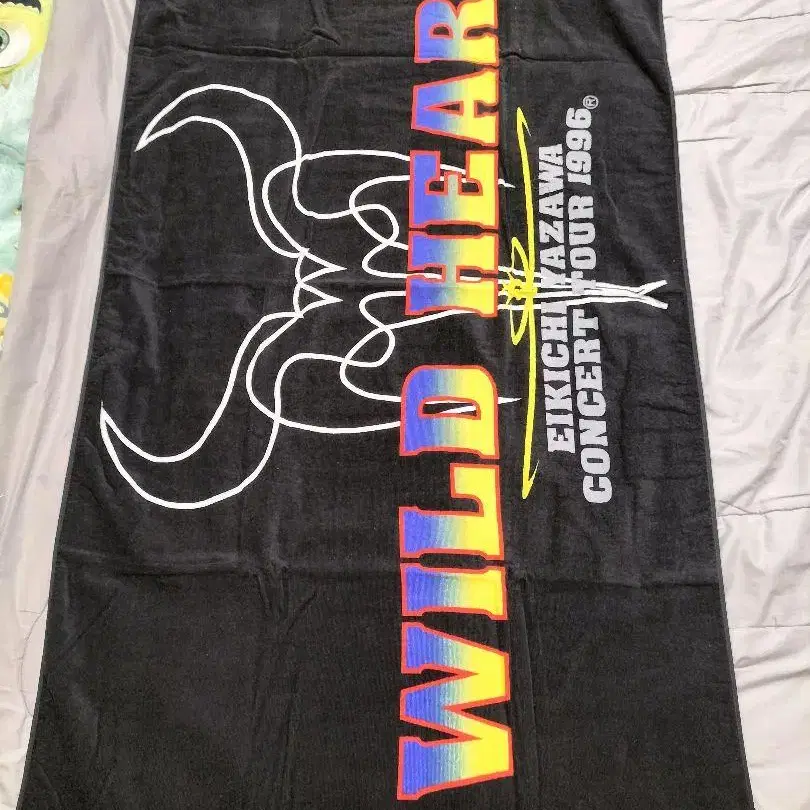 WILD HEAR
EIKICHI YAZAWA
CONCERT TOUR 1996®